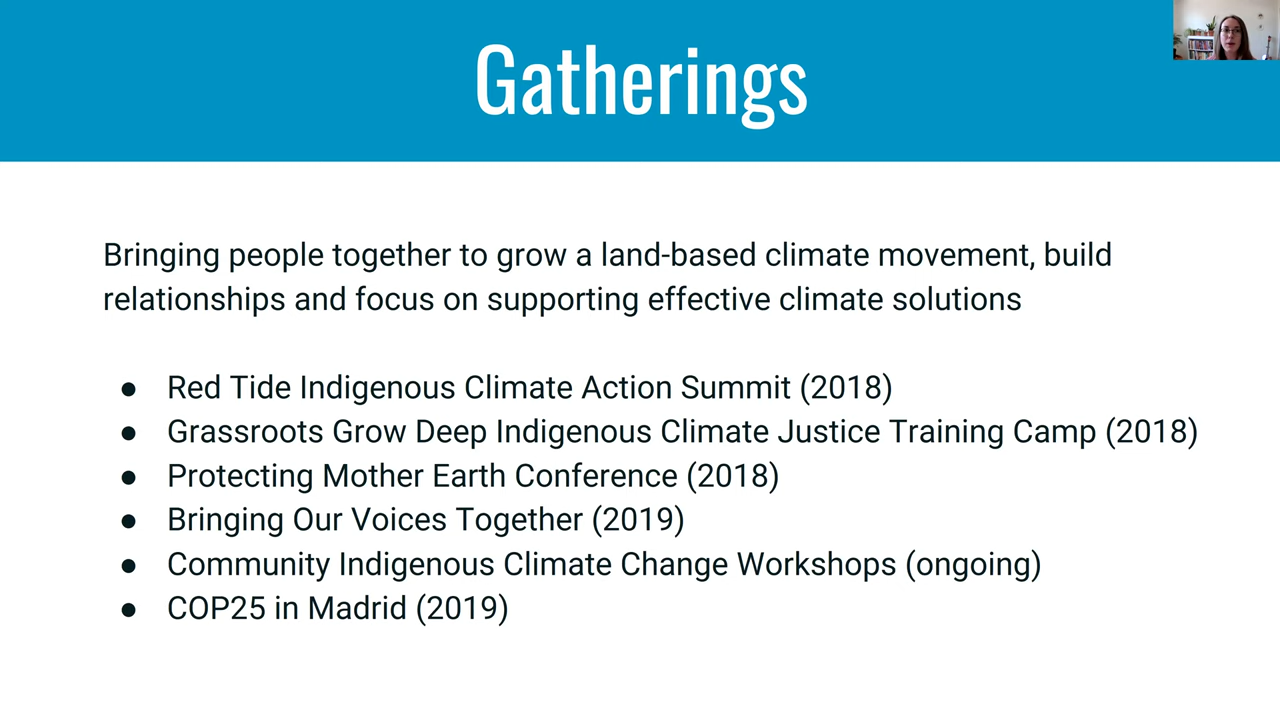 Gatherings
Bringing people together to grow a land-based climate movement, build
relationships and focus on supporting effective climate solutions
● Red Tide Indigenous Climate Action Summit (2018)
● Grassroots Grow Deep Indigenous Climate Justice Training Camp (2018)
● Protecting Mother Earth Conference (2018)
● Bringing Our Voices Together (2019)
● Community Indigenous Climate Change Workshops (ongoing)
● COP25 in Madrid (2019)